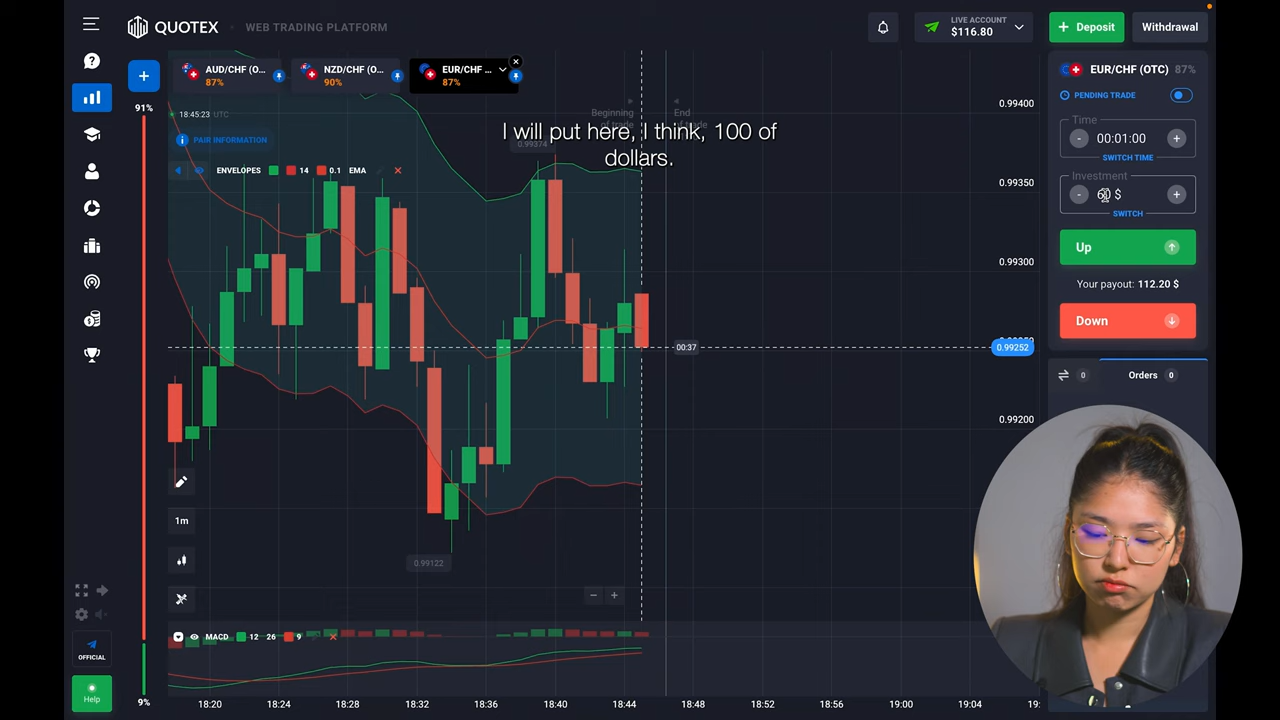 QUOTEX
WEB TRADING PLATFORM
LIVE ACCOUNT
$116.80
Deposit
Withdrawal
AUD/CHF (O...
87%
NZD/CHF (O...
90%
EUR/CHF ...
87%
EUR/CHF (OTC) 87%
91%
PENDING TRADE
18:45:23 UTC
Beginning
of trade
End
of trade
0.99400
I will put here, I think, 100 of
dollars.
PAIR INFORMATION
0.99374
Time
- 00:01:00 +
SWITCH TIME
ENVELOPES 14 0.1 EMA
0.99350
Investment
- 60 $ +
SWITCH
Up
0.99300
Your payout: 112.20 $
Down
00:37
0.99252
0 Orders 0
0.99200
1m
0.99122
- +
MACD 12 26 9
OFFICIAL
Help
9%
18:20 18:24 18:28 18:32 18:36 18:40 18:44 18:48 18:52 18:56 19:00 19:04 19: